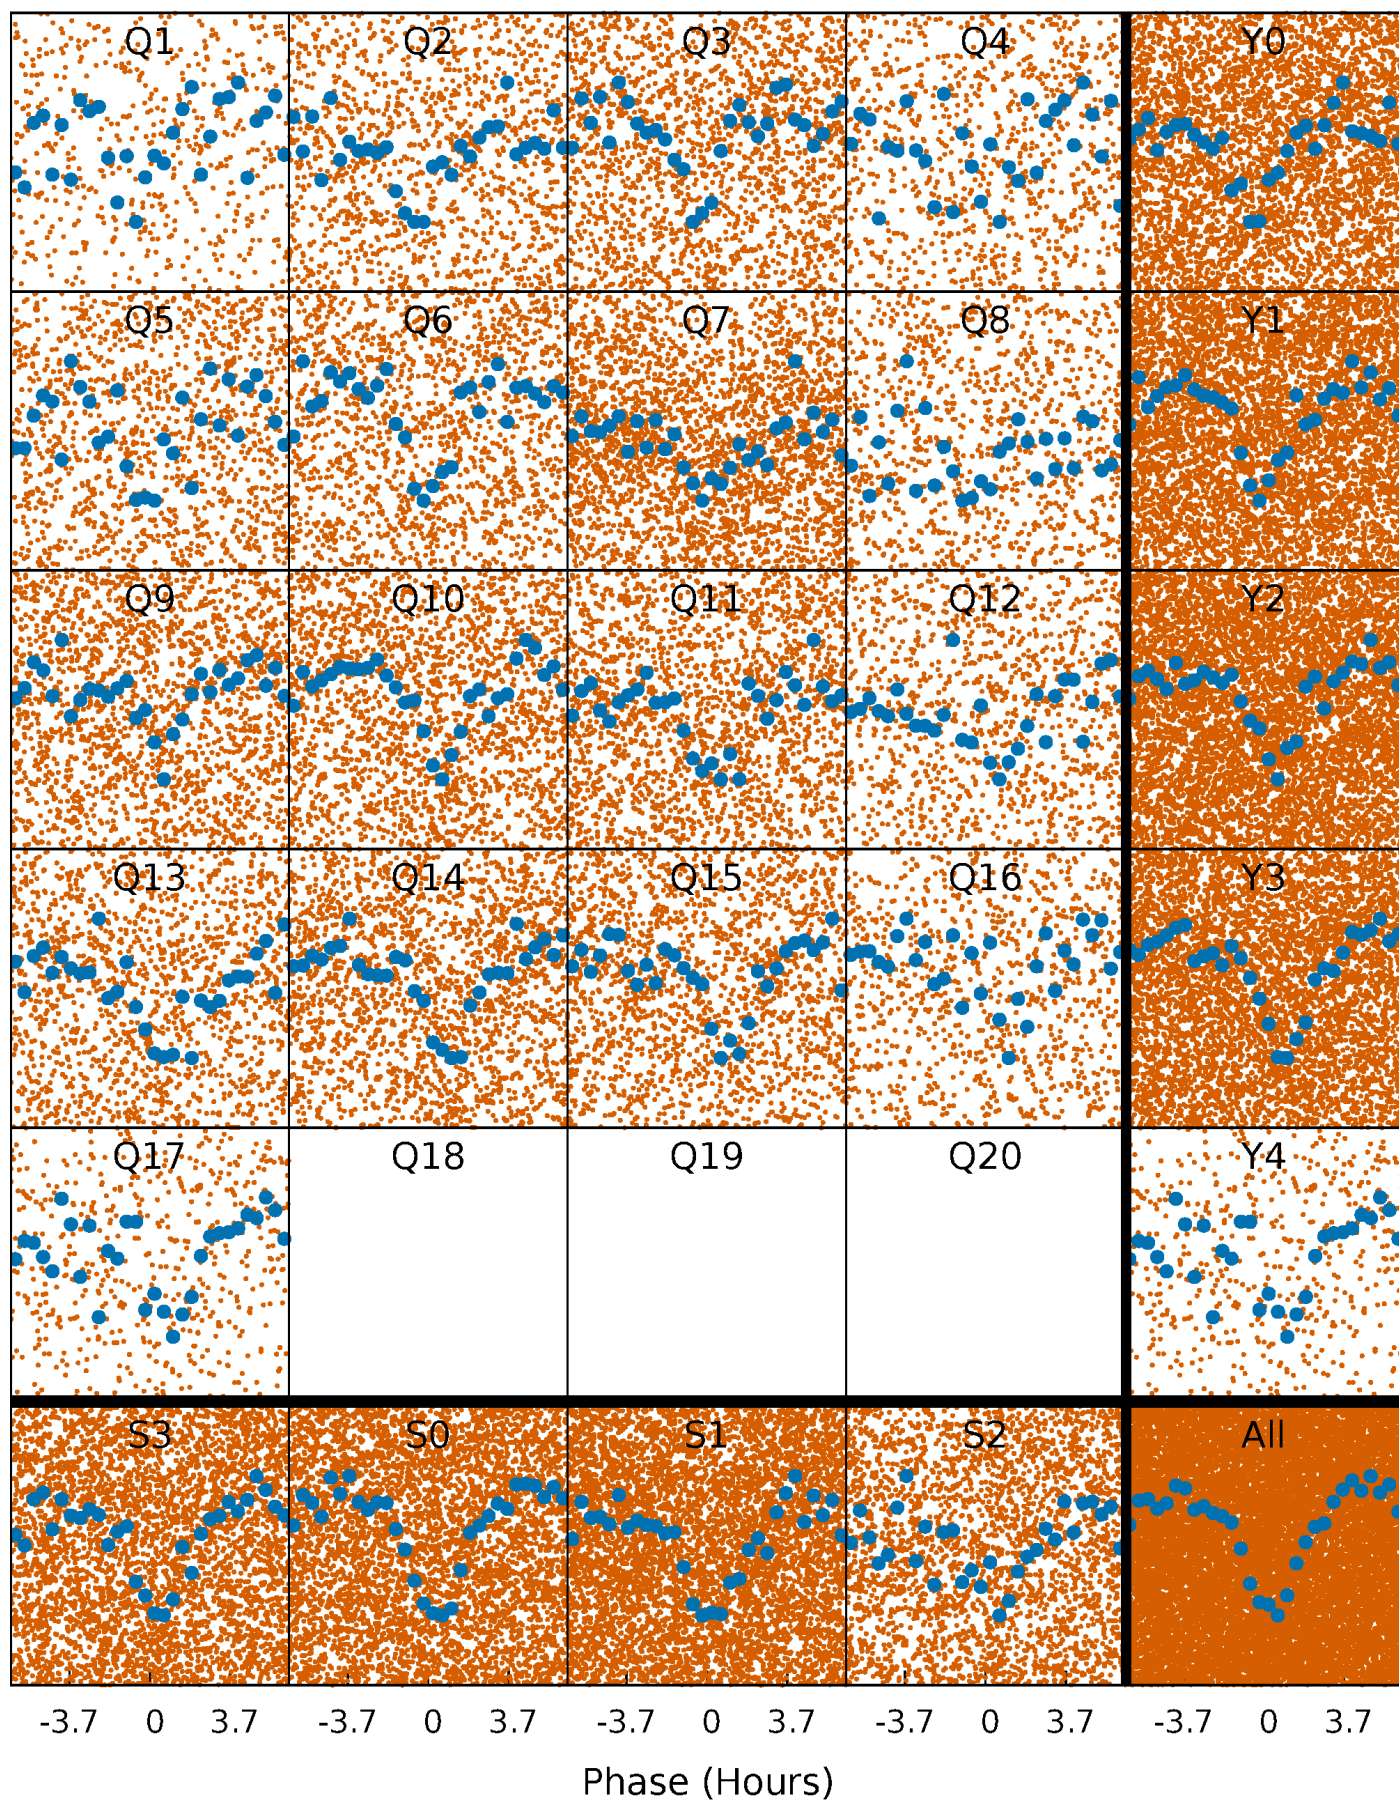 Q1 Q2 Q3 Q4 Y0
Q5 Q6 Q7 Q8 Y1
Q9 Q10 Q11 Q12 Y2
Q13 Q14 Q15 Q16 Y3
Q17 Q18 Q19 Q20 Y4
S3 S0 S1 S2 All
-3.7 0 3.7 -3.7 0 3.7 -3.7 0 3.7 -3.7 0 3.7 -3.7 0 3.7
Phase (Hours)